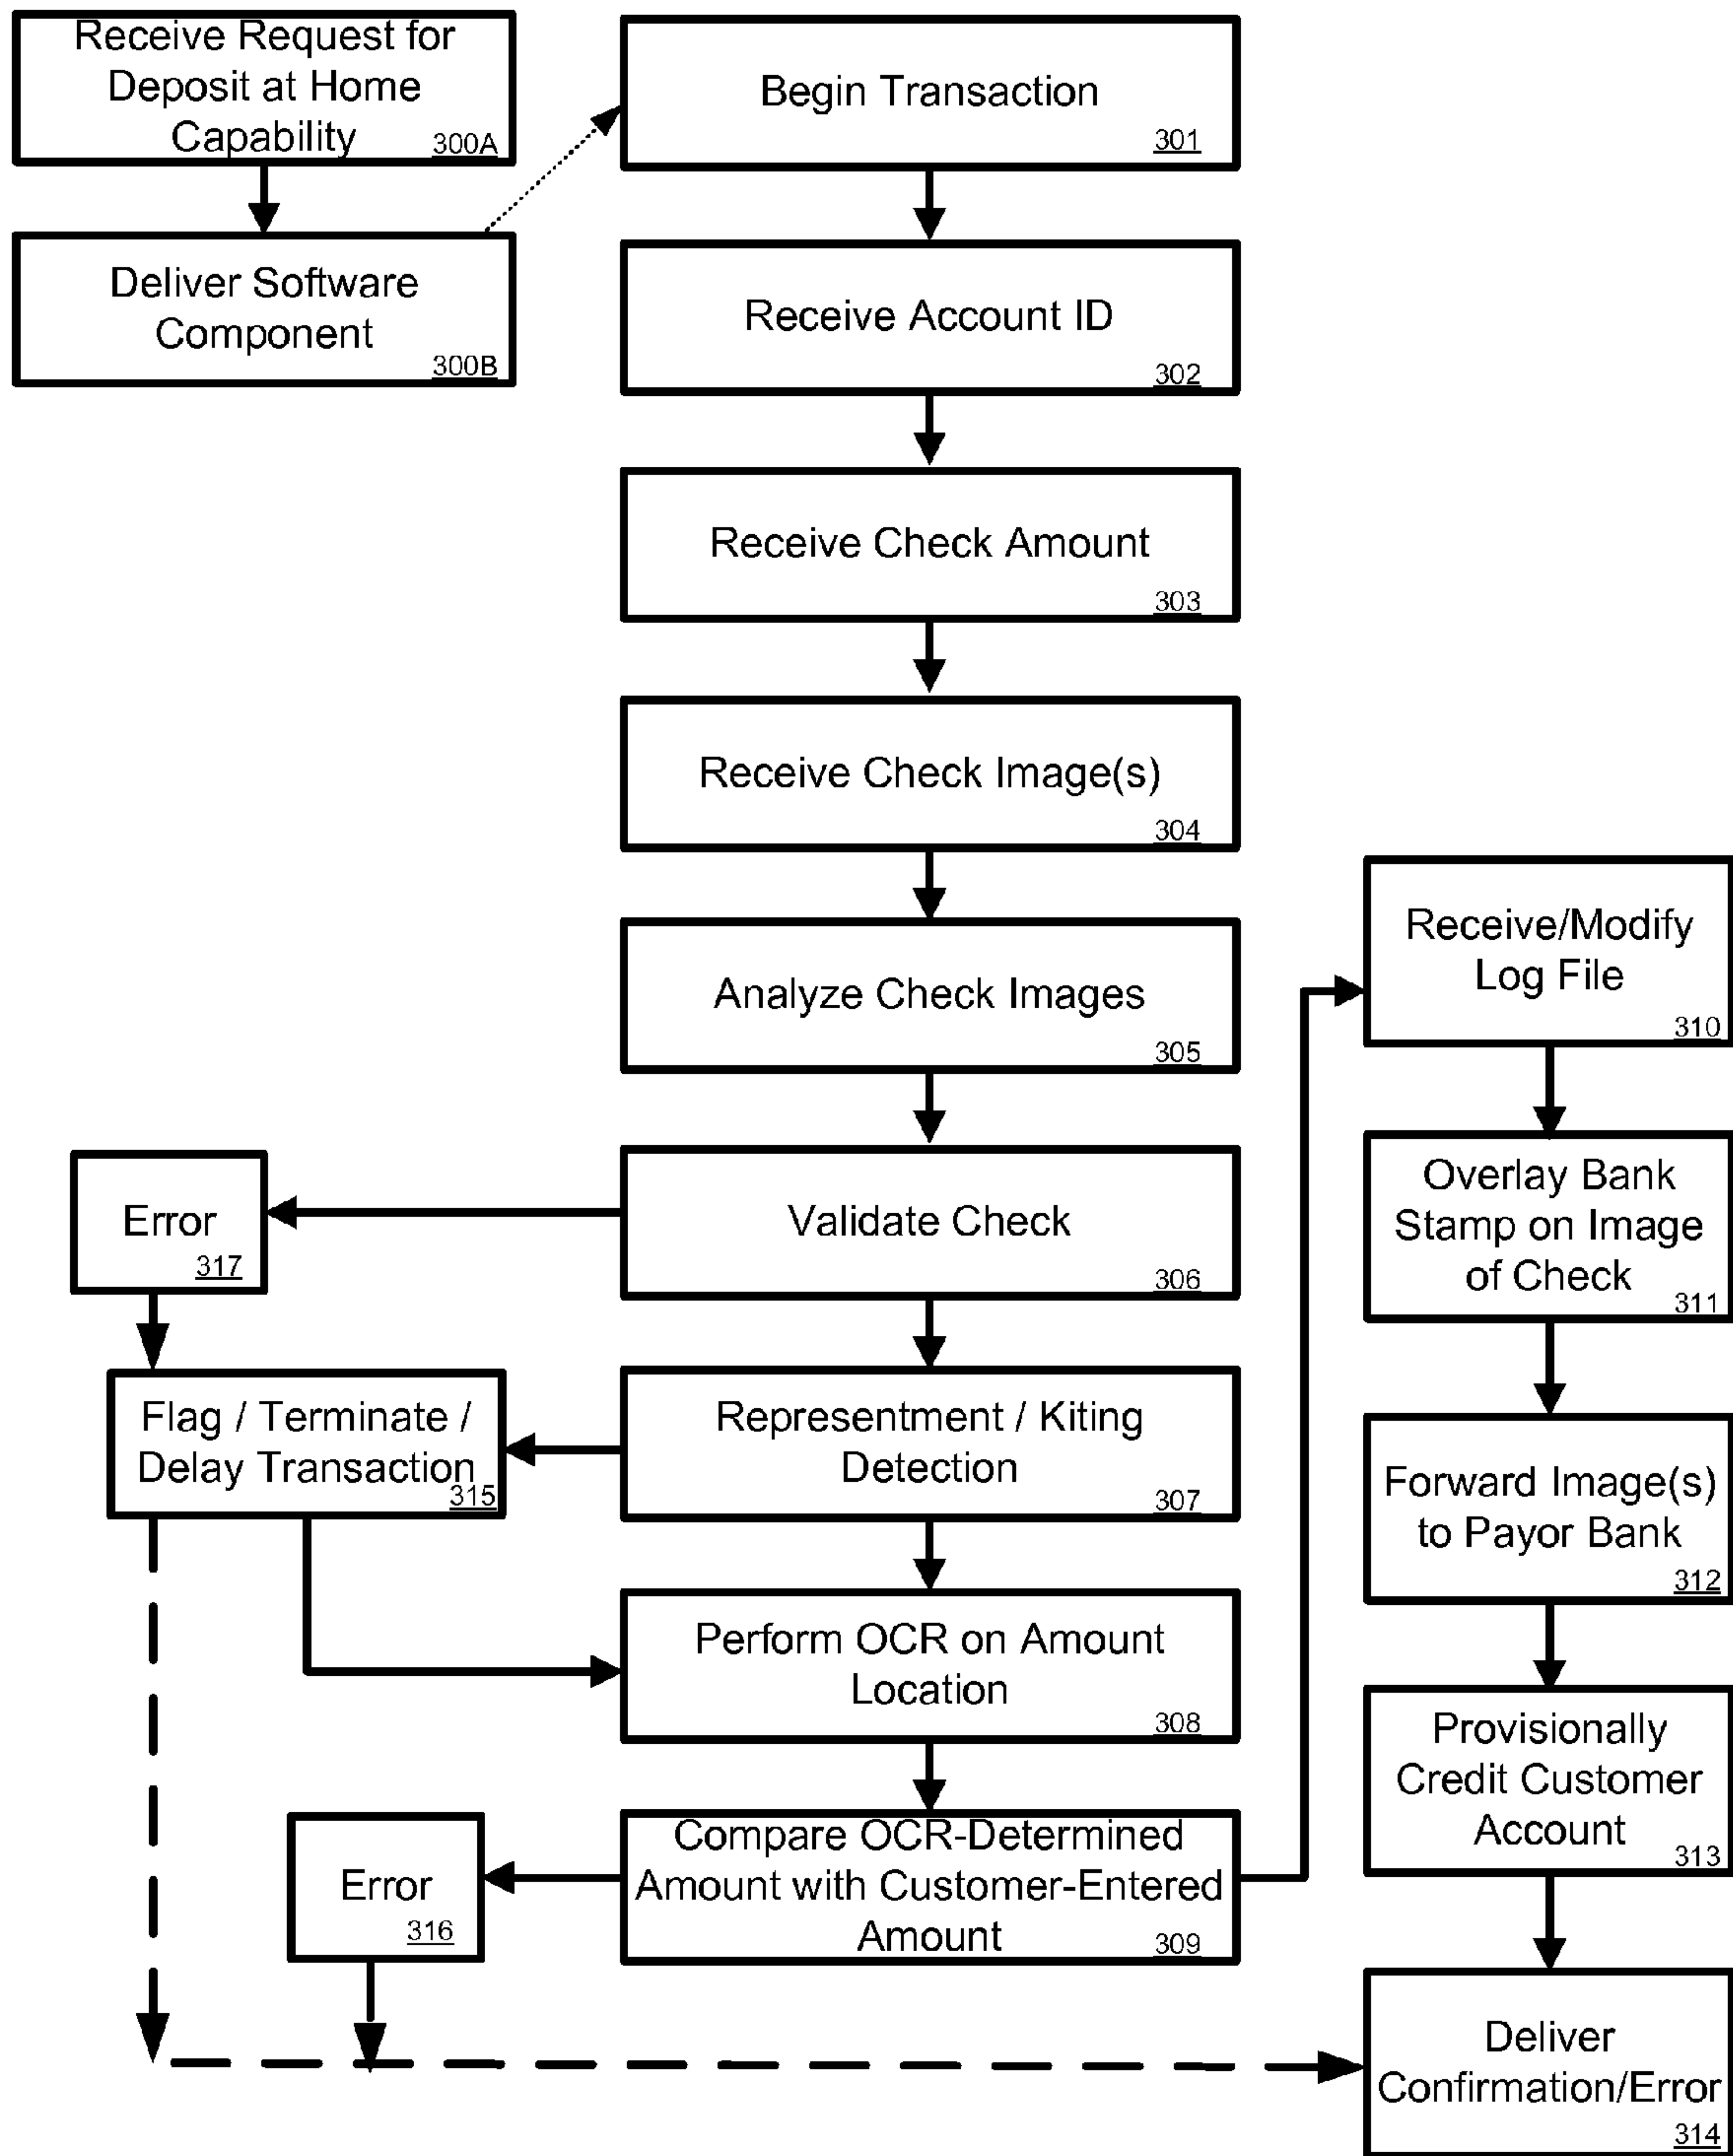 Receive Request for
Deposit at Home
Capability
300A
Deliver Software
Component
300B
Begin Transaction
301
Receive Account ID
302
Receive Check Amount
303
Receive Check Image(s)
304
Analyze Check Images
305
Validate Check
306
Error
317
Flag / Terminate /
Delay Transaction
315
Representment / Kiting
Detection
307
Perform OCR on Amount
Location
308
Compare OCR-Determined
Amount with Customer-Entered
Amount
309
Error
316
Receive/Modify
Log File
310
Overlay Bank
Stamp on Image
of Check
311
Forward Image(s)
to Payor Bank
312
Provisionally
Credit Customer
Account
313
Deliver
Confirmation/Error
314